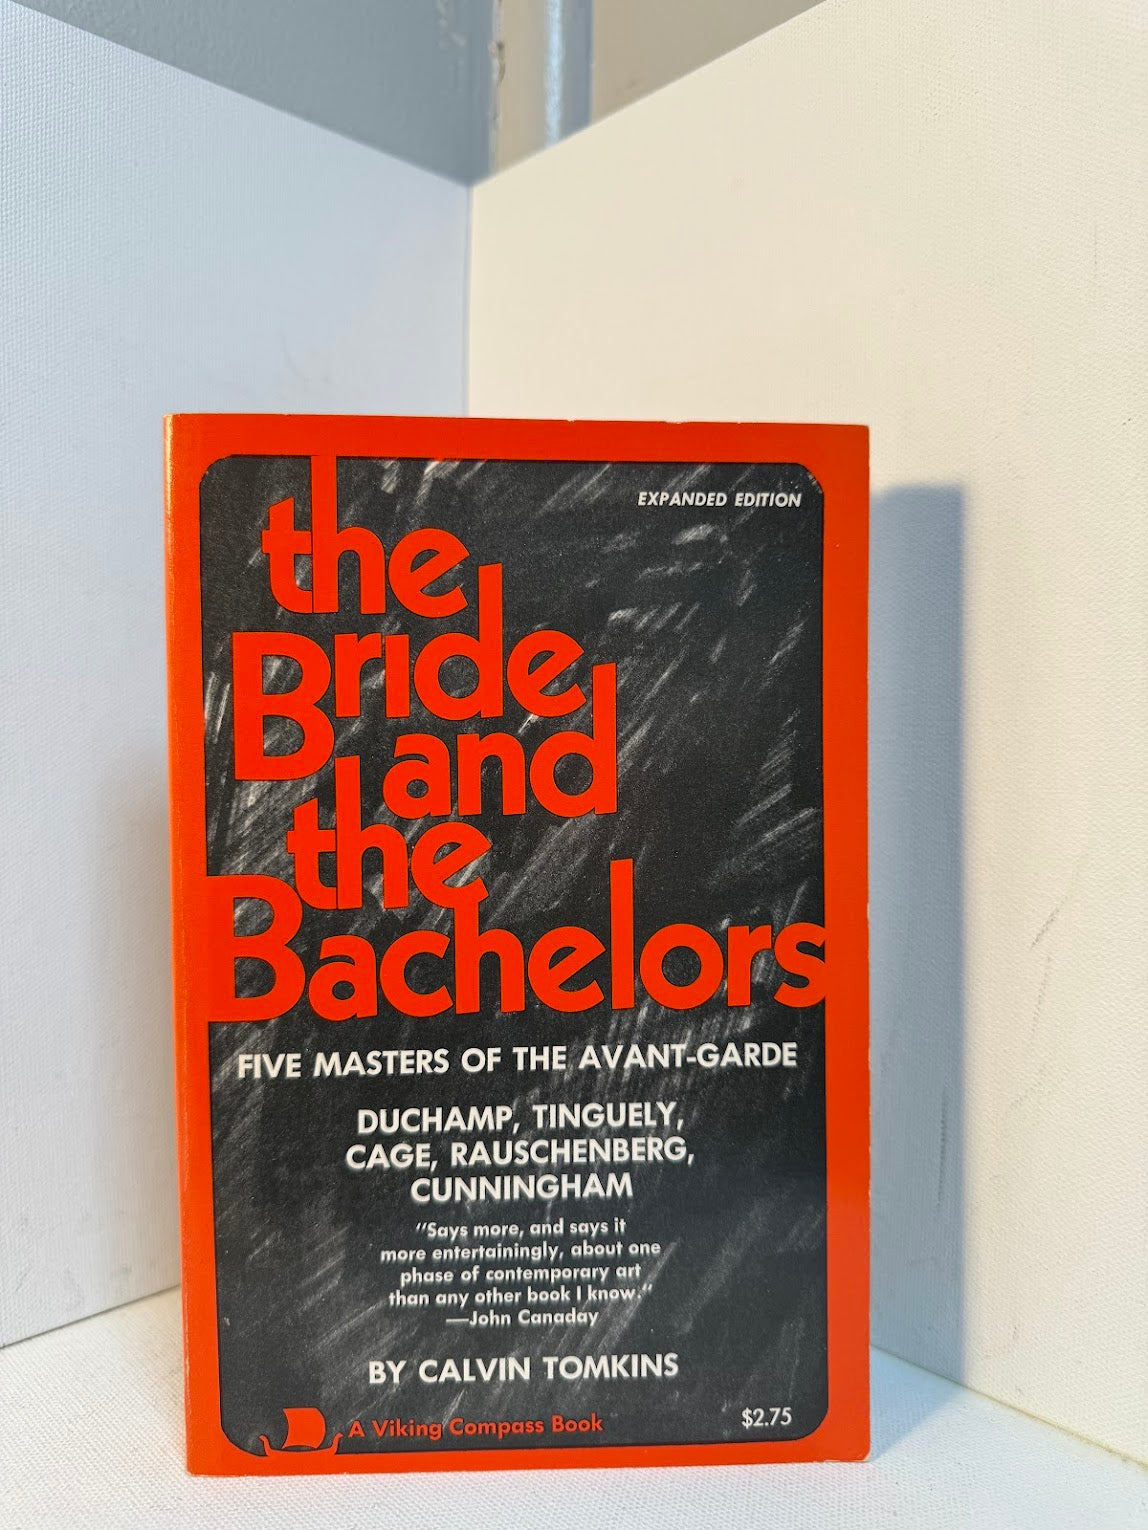 EXPANDED EDITION
the
Bride
and
the
Bachelors
FIVE MASTERS OF THE AVANT-GARDE
DUCHAMP, TINGUELY,
CAGE, RAUSCHENBERG,
CUNNINGHAM
"Says more, and says it
more entertainingly, about one
phase of contemporary art
than any other book I know."
—John Canaday
BY CALVIN TOMKINS
A Viking Compass Book
$2.75